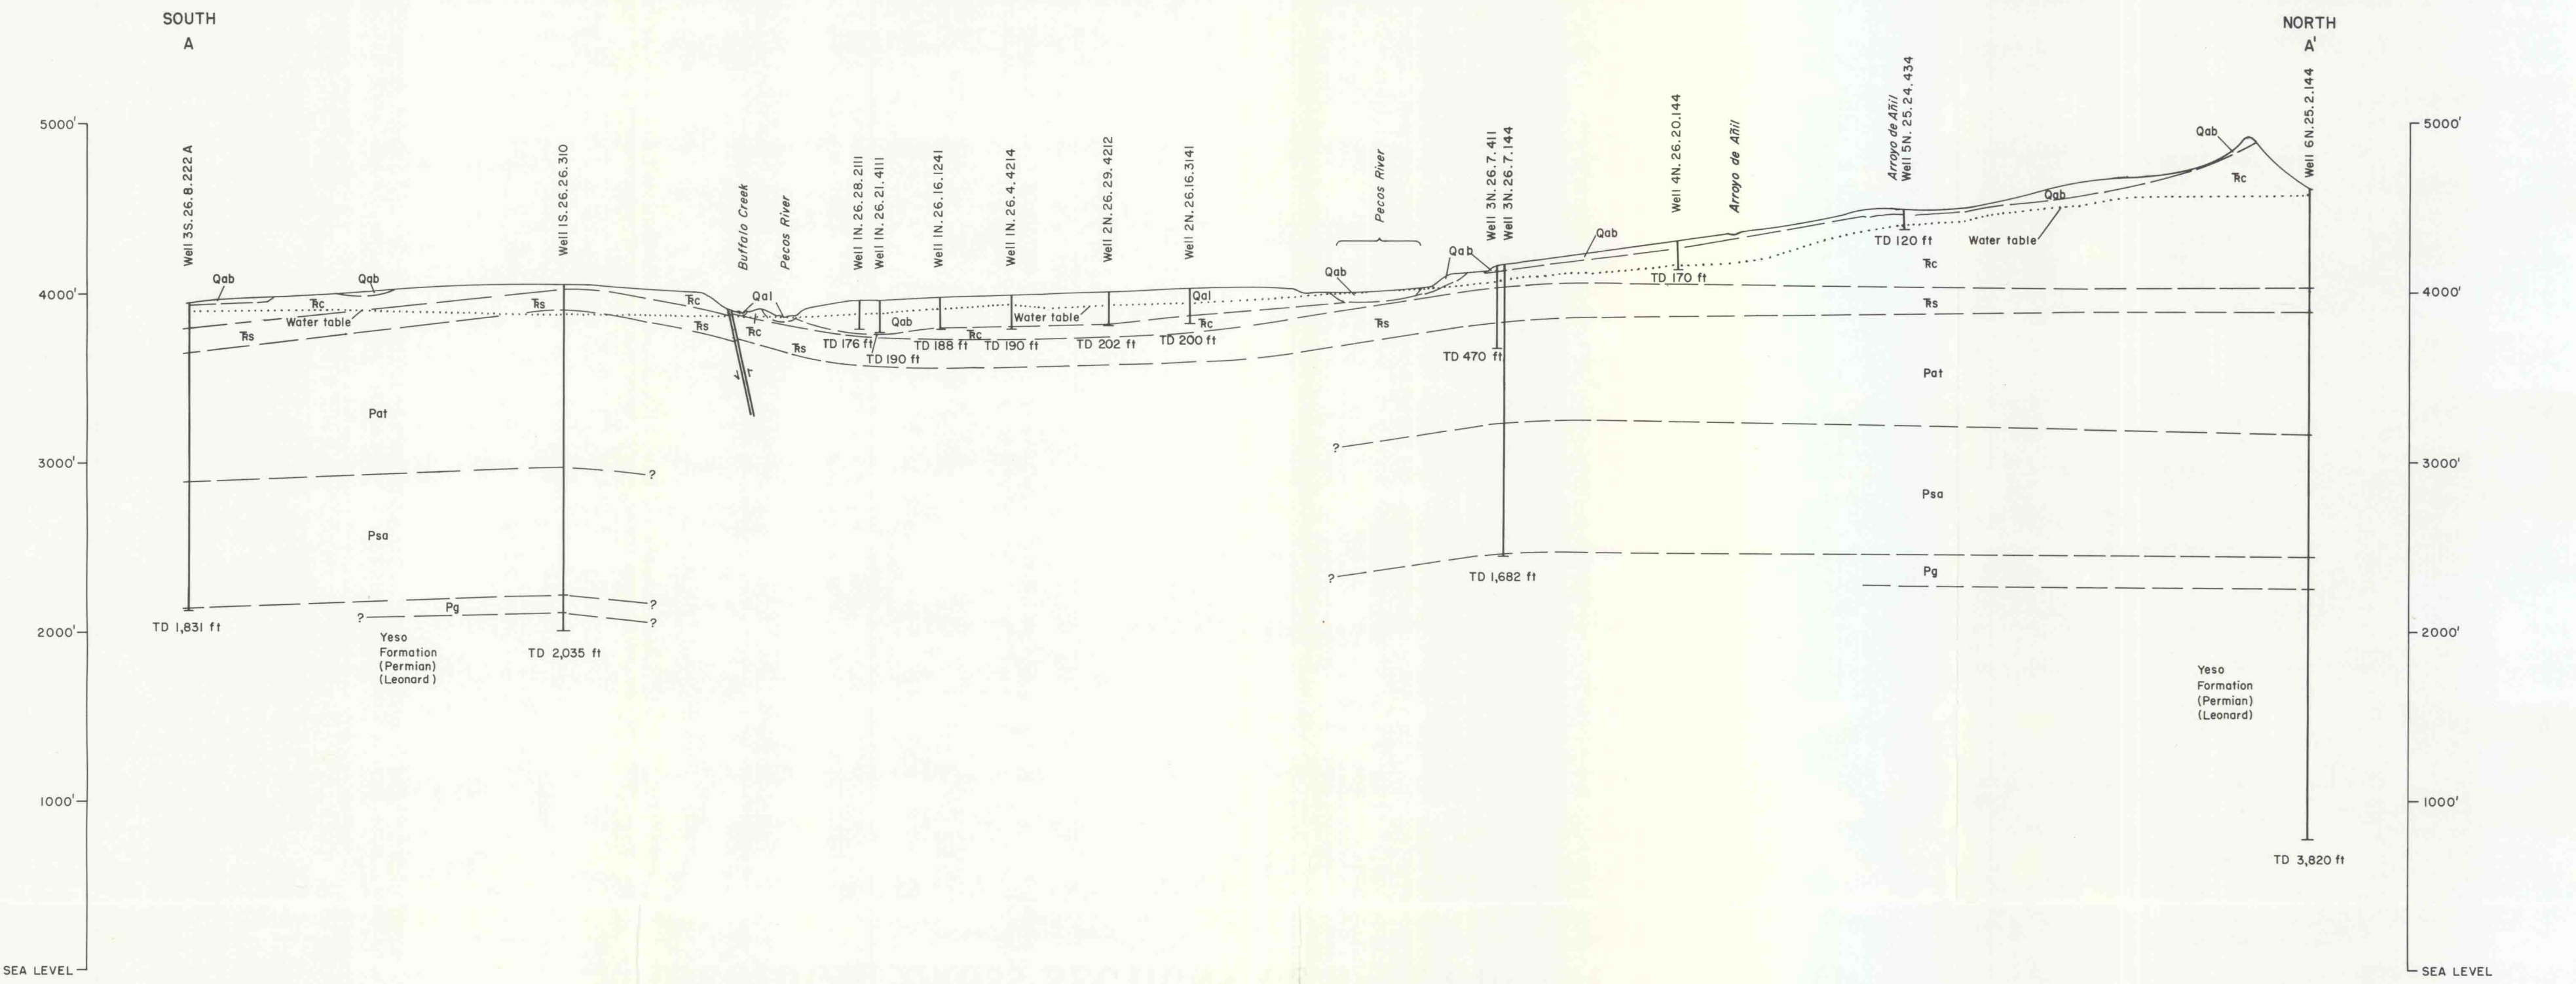 SOUTH
A
NORTH
A'
5000'
4000'
3000'
2000'
1000'
SEA LEVEL
Well 3S.26.8.222 A
Well 1S.26.26.310
Buffalo Creek
Pecos River
Well 1N.26.28.2111
Well 1N.26.21.4111
Well 1N.26.16.1241
Well 1N.26.4.4214
Well 2N.26.29.4212
Well 2N.26.16.3141
Pecos River
Well 3N.26.7.411
Well 3N.26.7.144
Well 4N.26.20.144
Arroyo de Añil
Arroyo de Añil
Well 5N.25.24.434
Well 6N.25.2.144
5000'
4000'
3000'
2000'
1000'
SEA LEVEL
Qab
Qab
Ꞧc
Water table
Ꞧs
Ꞧs
Ꞧc
Ꞧs
Qal
Ꞧc
Ꞧs
Qab
Ꞧc
Water table
Qal
Ꞧc
Qab
Ꞧs
Qab
Qab
Ꞧc
Water table
Qab
Qab
Ꞧc
Ꞧs
TD 176 ft
TD 190 ft
TD 188 ft
TD 190 ft
TD 202 ft
TD 200 ft
TD 470 ft
TD 170 ft
TD 120 ft
Pat
Pat
?
?
Psa
Psa
?
?
?
?
Pg
Pg
TD 1,831 ft
TD 2,035 ft
TD 1,682 ft
TD 3,820 ft
Yeso
Formation
(Permian)
(Leonard)
Yeso
Formation
(Permian)
(Leonard)